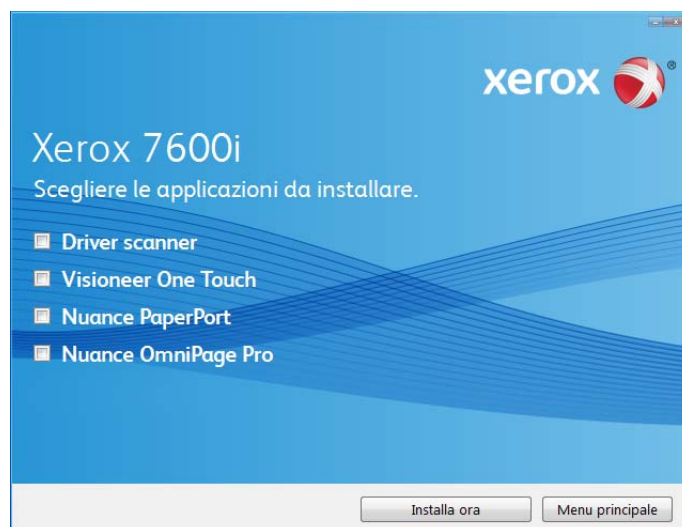 xerox ®
Xerox 7600i
Scegliere le applicazioni da installare.
Driver scanner
Visioneer One Touch
Nuance PaperPort
Nuance OmniPage Pro
Installa ora Menu principale